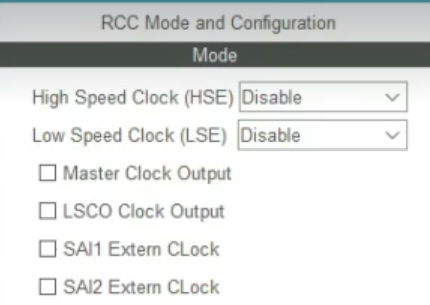 RCC Mode and Configuration
Mode
High Speed Clock (HSE) Disable
Low Speed Clock (LSE) Disable
Master Clock Output
LSCO Clock Output
SAI1 Extern CLock
SAI2 Extern CLock